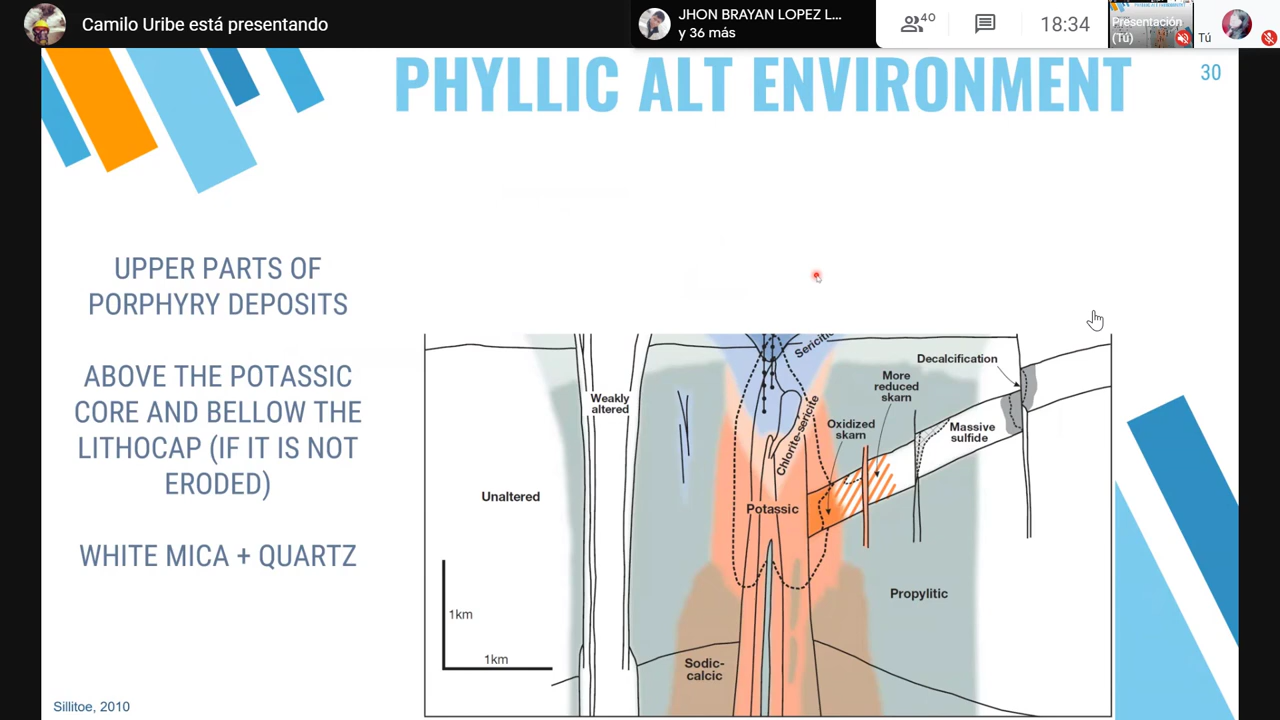 Camilo Uribe está presentando
JHON BRAYAN LOPEZ L...
y 36 más
40
18:34
Presentación
(Tú)
Tú
PHYLLIC ALT ENVIRONMENT
30
UPPER PARTS OF
PORPHYRY DEPOSITS
ABOVE THE POTASSIC
CORE AND BELLOW THE
LITHOCAP (IF IT IS NOT
ERODED)
WHITE MICA + QUARTZ
Sillitoe, 2010
Weakly
altered
Unaltered
1km
1km
Sodic-
calcic
Potassic
Chlorite-sericite
Oxidized
skarn
More
reduced
skarn
Decalcification
Massive
sulfide
Propylitic